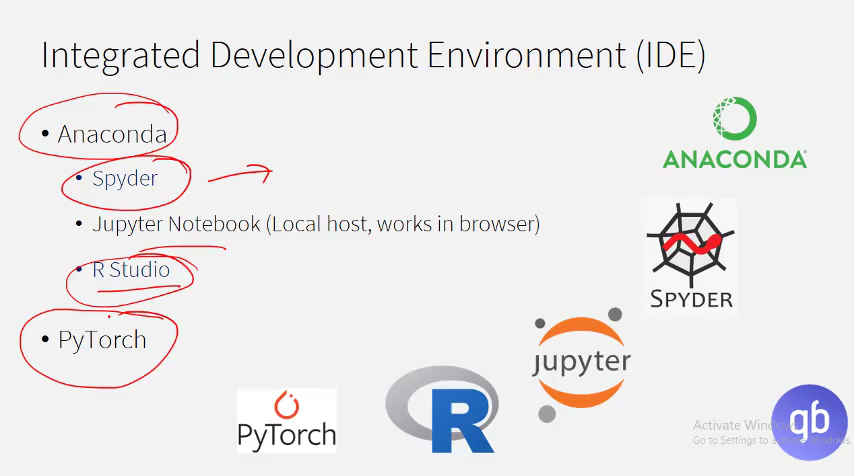 Integrated Development Environment (IDE)
• Anaconda
• Spyder
• Jupyter Notebook (Local host, works in browser)
• R Studio
• PyTorch
ANACONDA®
SPYDER
jupyter
R
PyTorch
gb
Activate Windows
Go to Settings to activate Windows.